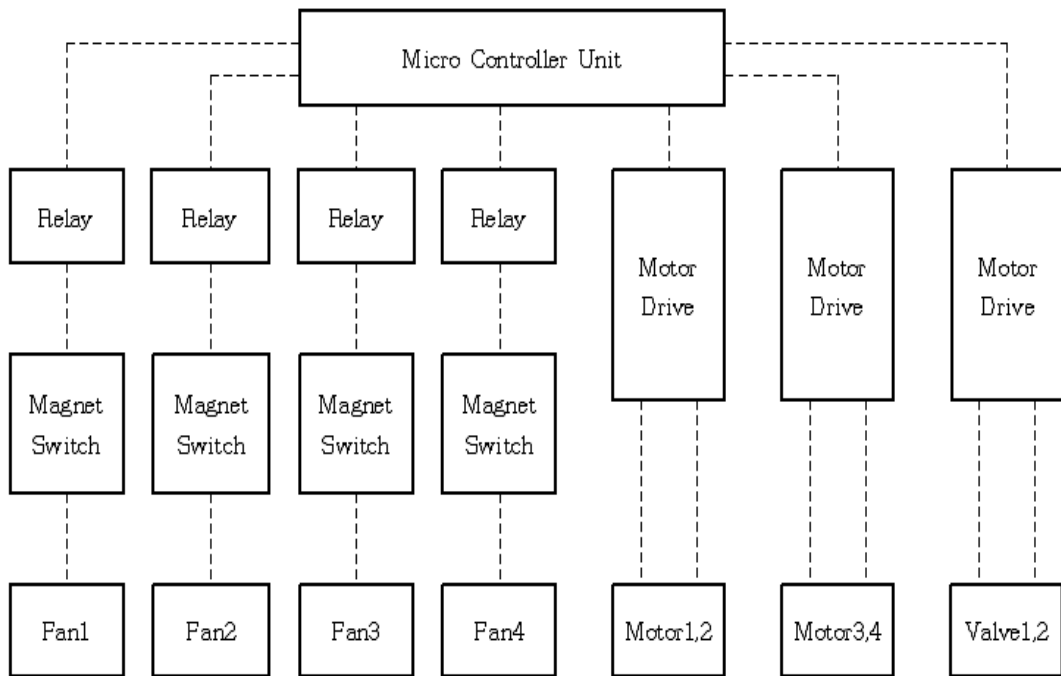 Micro Controller Unit
Relay
Relay
Relay
Relay
Motor
Drive
Motor
Drive
Motor
Drive
Magnet
Switch
Magnet
Switch
Magnet
Switch
Magnet
Switch
Fan1
Fan2
Fan3
Fan4
Motor1,2
Motor3,4
Valve1,2